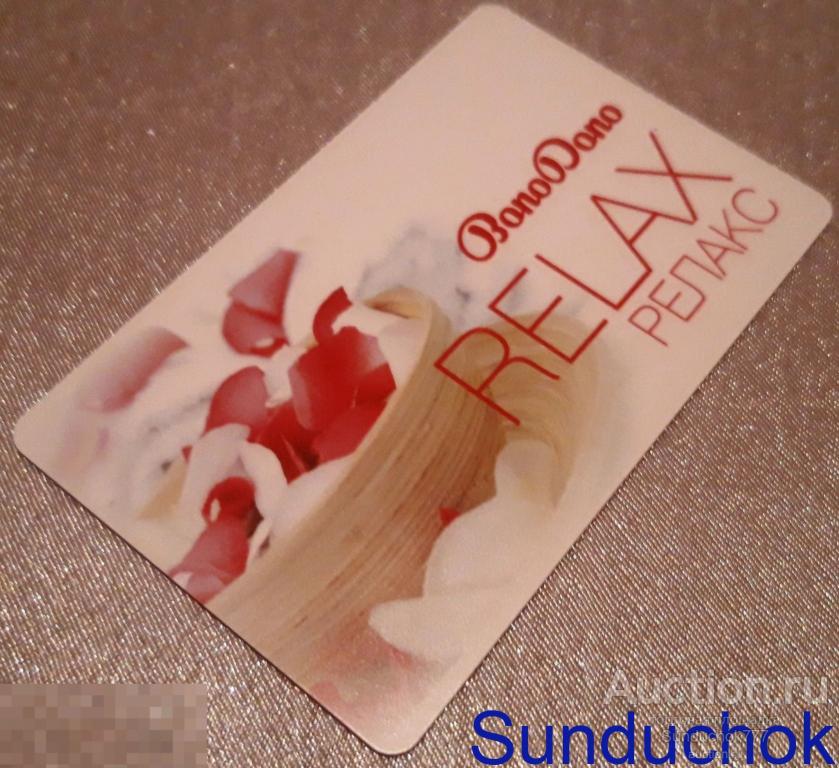 BonoDono
RELAX
РЕЛАКС
Auction.ru
Sunduchok